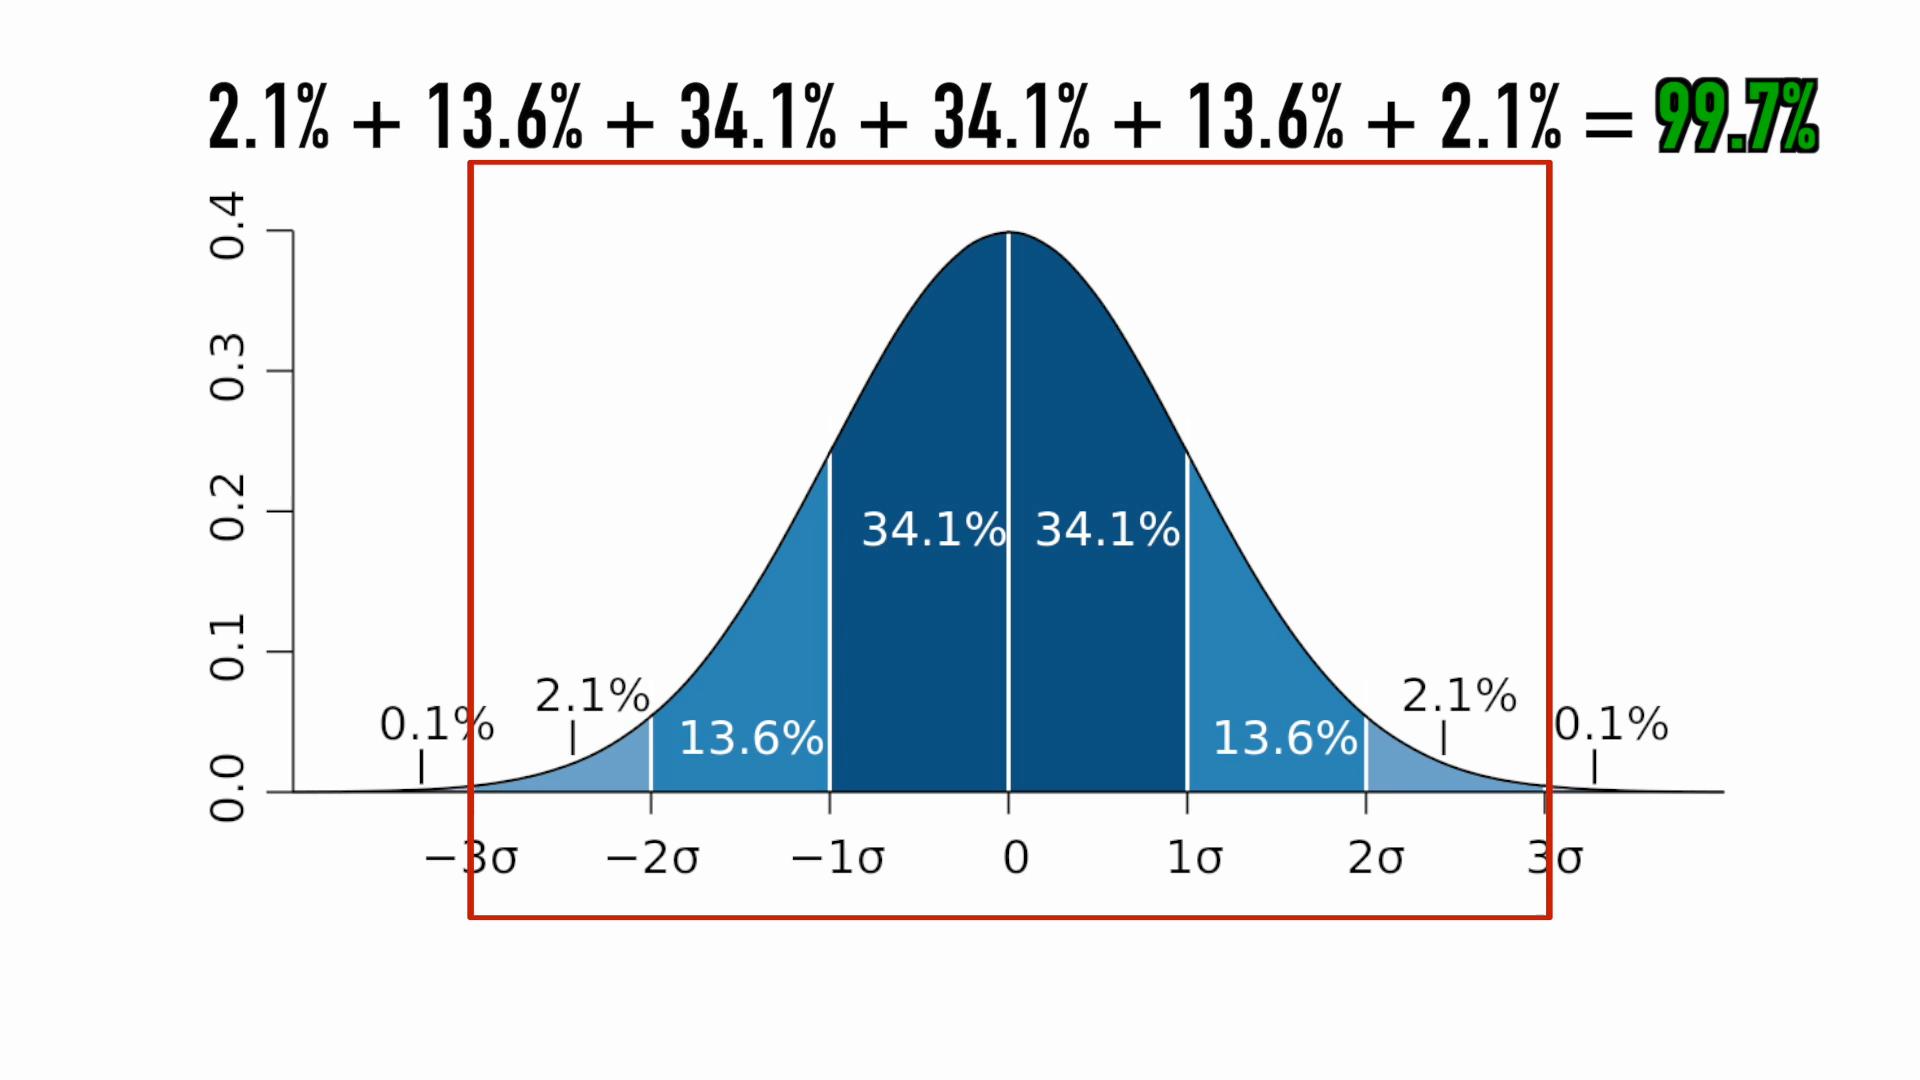 2.1% + 13.6% + 34.1% + 34.1% + 13.6% + 2.1% = 99.7%
0.4
0.3
0.2
0.1
0.0
34.1% 34.1%
0.1% 2.1% 13.6% 13.6% 2.1% 0.1%
−3σ −2σ −1σ 0 1σ 2σ 3σ